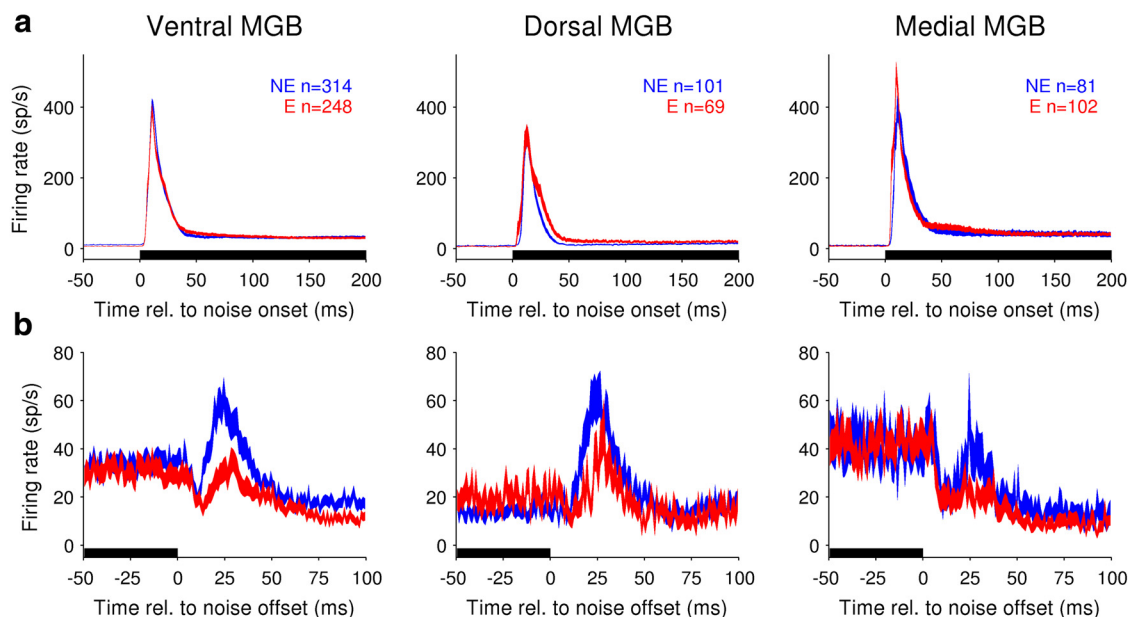 a
Ventral MGB
Dorsal MGB
Medial MGB
Firing rate (sp/s)
400
200
0
NE n=314
E n=248
-50 0 50 100 150 200
Time rel. to noise onset (ms)
NE n=101
E n=69
-50 0 50 100 150 200
Time rel. to noise onset (ms)
400
200
0
NE n=81
E n=102
-50 0 50 100 150 200
Time rel. to noise onset (ms)
b
Firing rate (sp/s)
80
60
40
20
0
-50 -25 0 25 50 75 100
Time rel. to noise offset (ms)
80
60
40
20
0
-50 -25 0 25 50 75 100
Time rel. to noise offset (ms)
80
60
40
20
0
-50 -25 0 25 50 75 100
Time rel. to noise offset (ms)